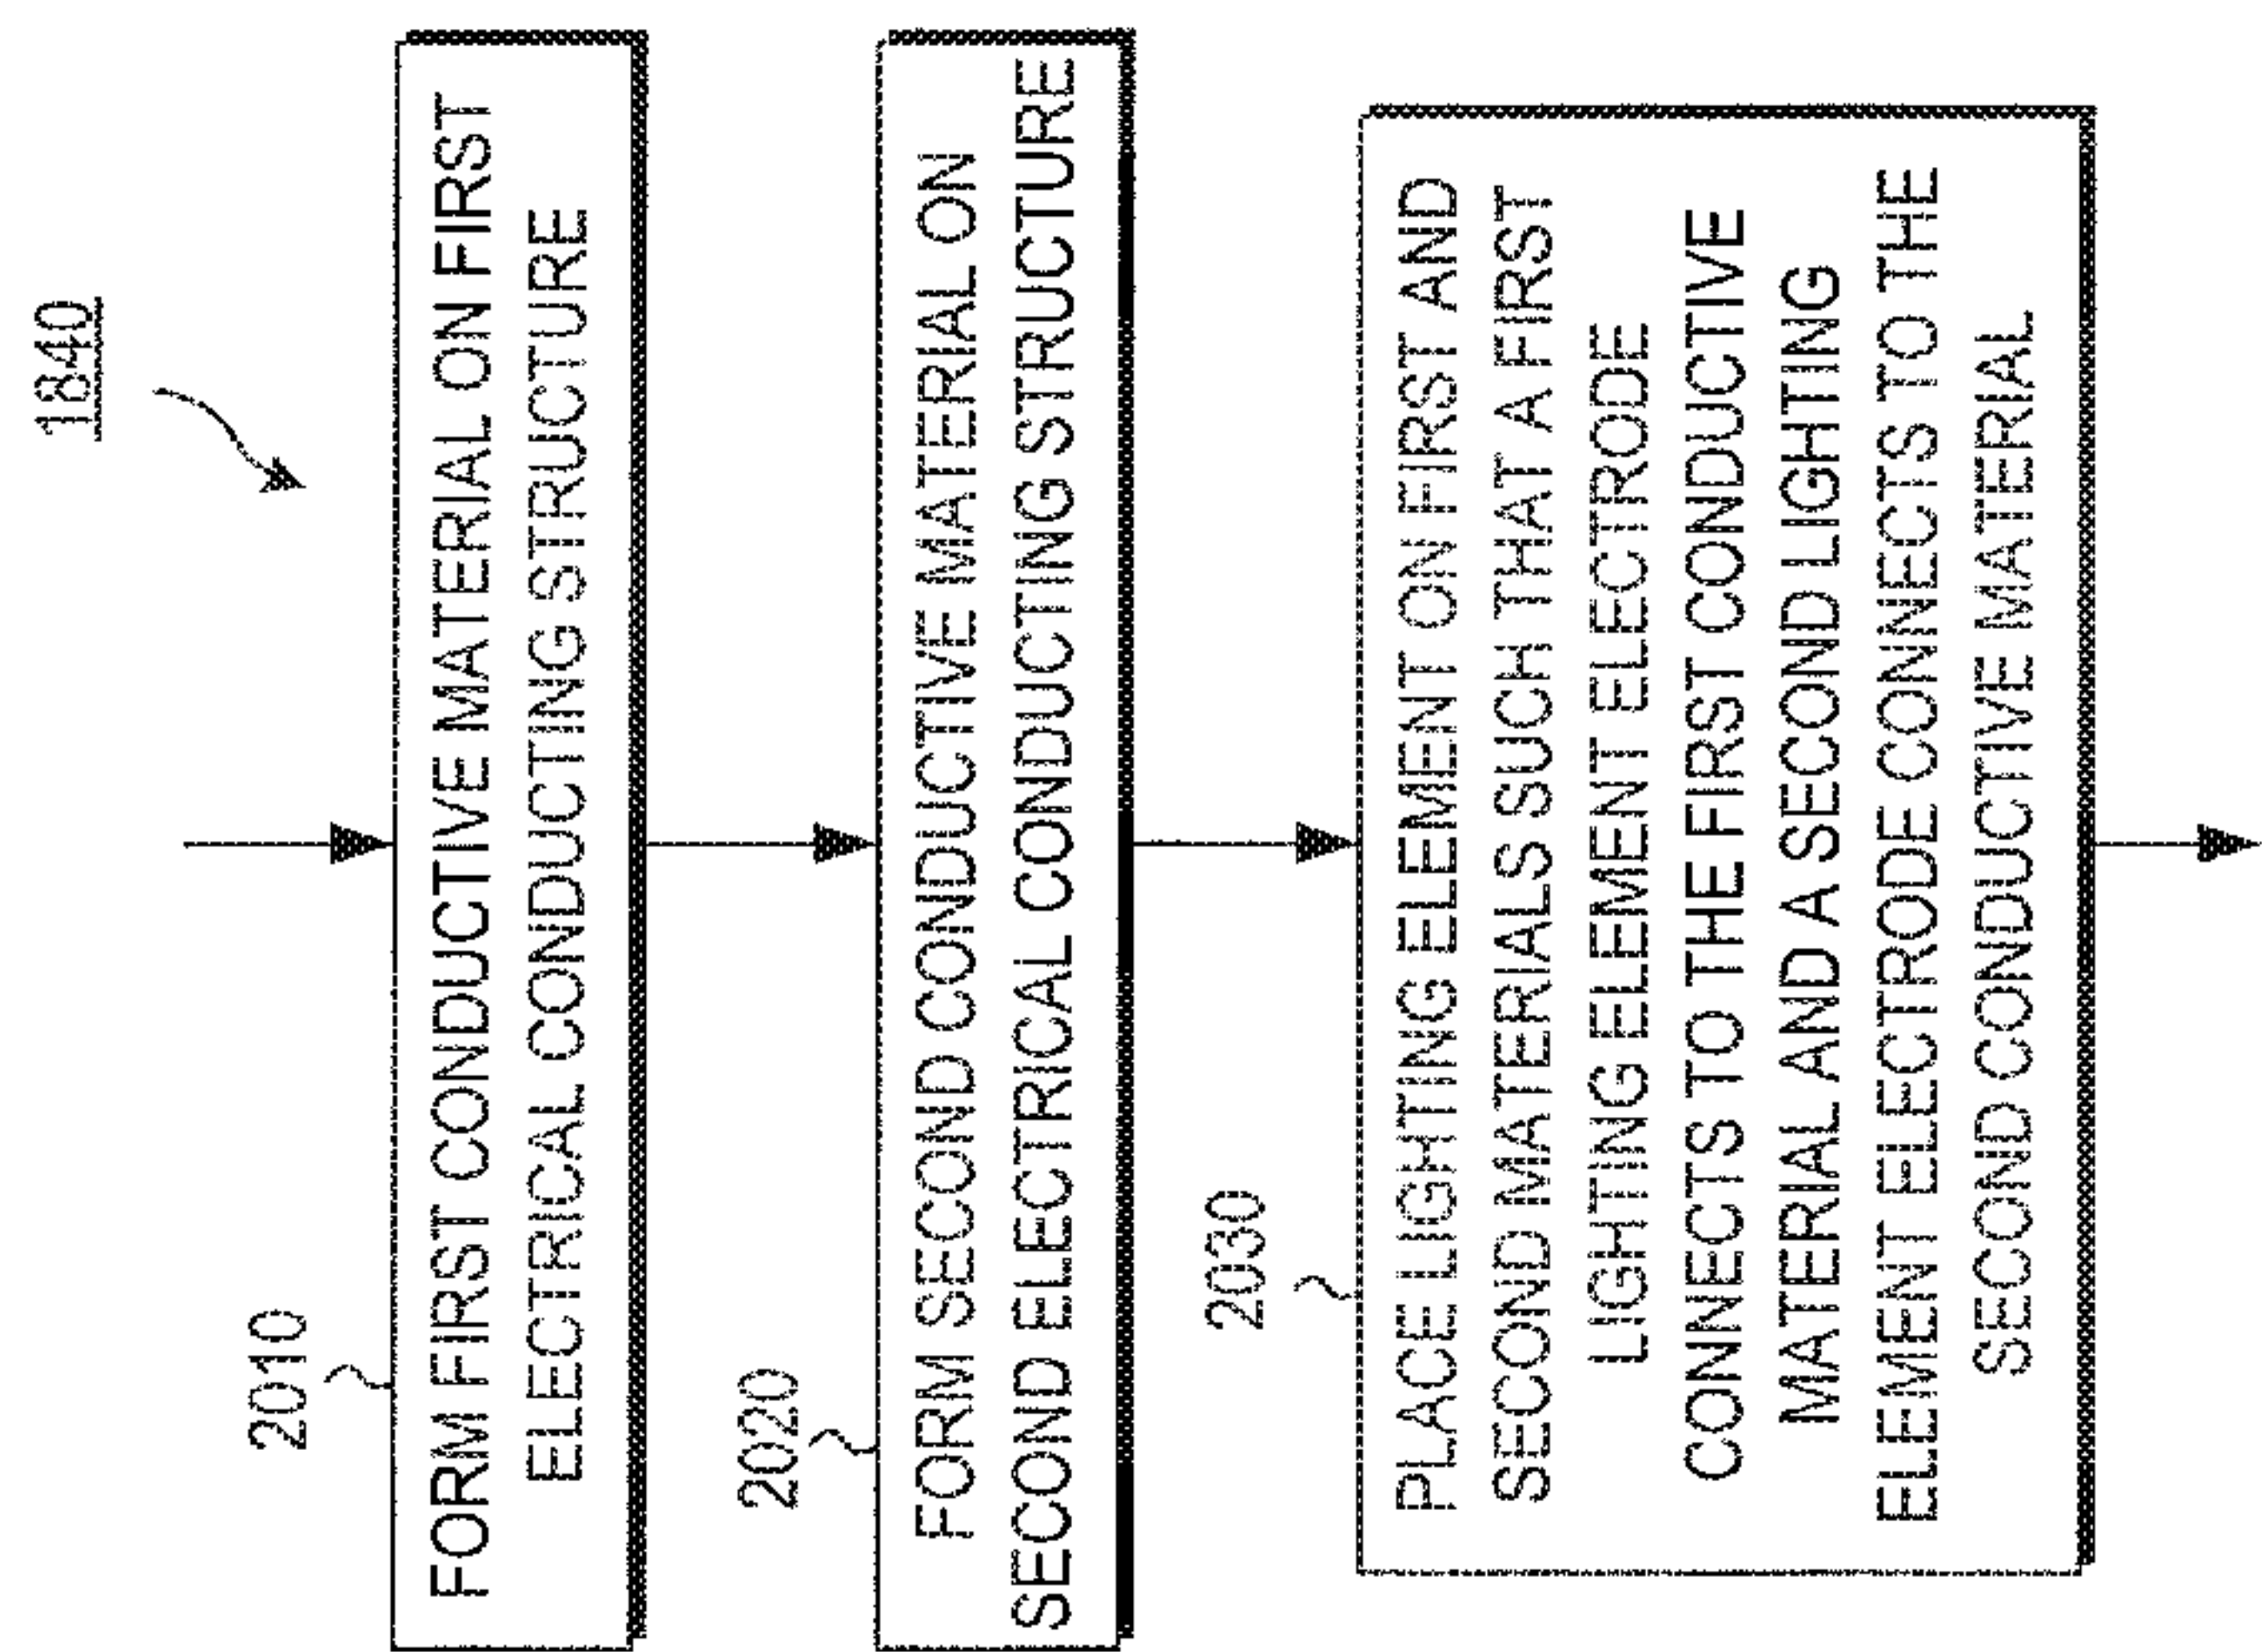 1840
2010
FORM FIRST CONDUCTIVE MATERIAL ON FIRST
ELECTRICAL CONDUCTING STRUCTURE
2020
FORM SECOND CONDUCTIVE MATERIAL ON
SECOND ELECTRICAL CONDUCTING STRUCTURE
2030
PLACE LIGHTING ELEMENT ON FIRST AND
SECOND MATERIALS SUCH THAT A FIRST
LIGHTING ELEMENT ELECTRODE
CONNECTS TO THE FIRST CONDUCTIVE
MATERIAL AND A SECOND LIGHTING
ELEMENT ELECTRODE CONNECTS TO THE
SECOND CONDUCTIVE MATERIAL